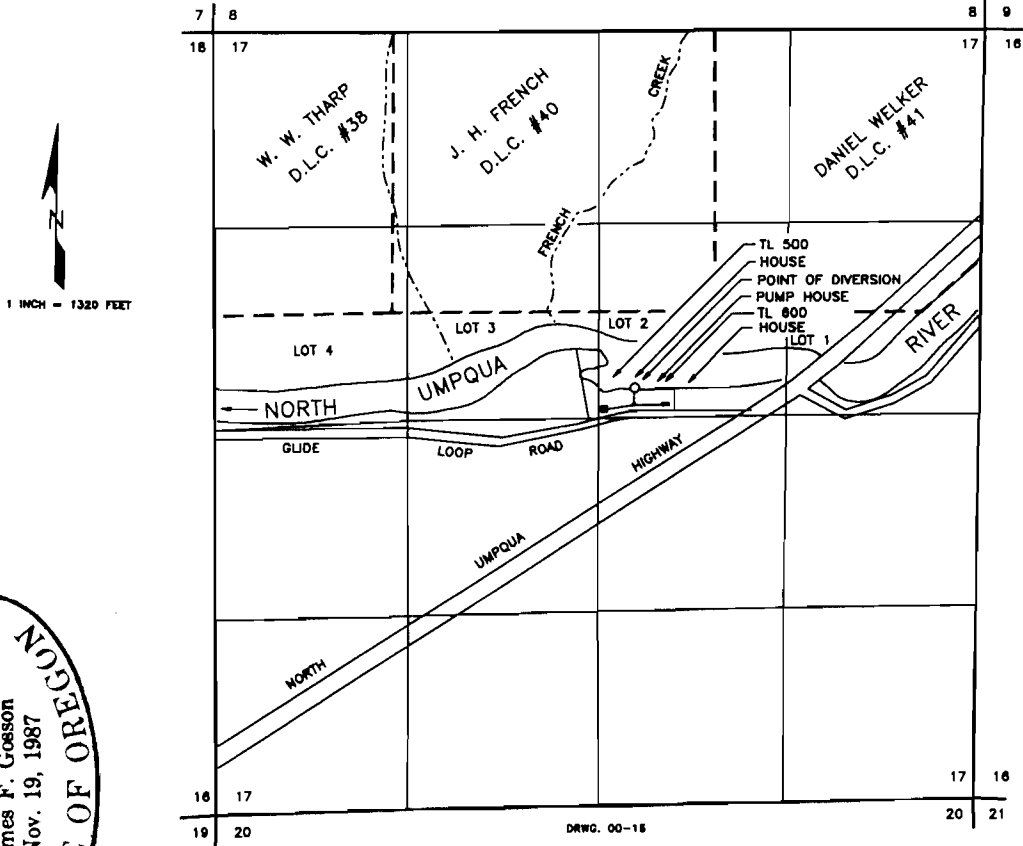 7 8
8 9
18 17
17 16
W. W. THARP
D.L.C. #38
J. H. FRENCH
D.L.C. #40
CREEK
DANIEL WELKER
D.L.C. #41
N
1 INCH = 1320 FEET
FRENCH
TL 500
HOUSE
POINT OF DIVERSION
PUMP HOUSE
TL 600
HOUSE
LOT 4
LOT 3
LOT 2
LOT 1
RIVER
UMPQUA
NORTH
GLIDE LOOP ROAD
HIGHWAY
UMPQUA
NORTH
OREGON
OF
mes F. Gosson
Nov. 19, 1987
18 17
17 16
19 20
20 21
DRWG. 00-15